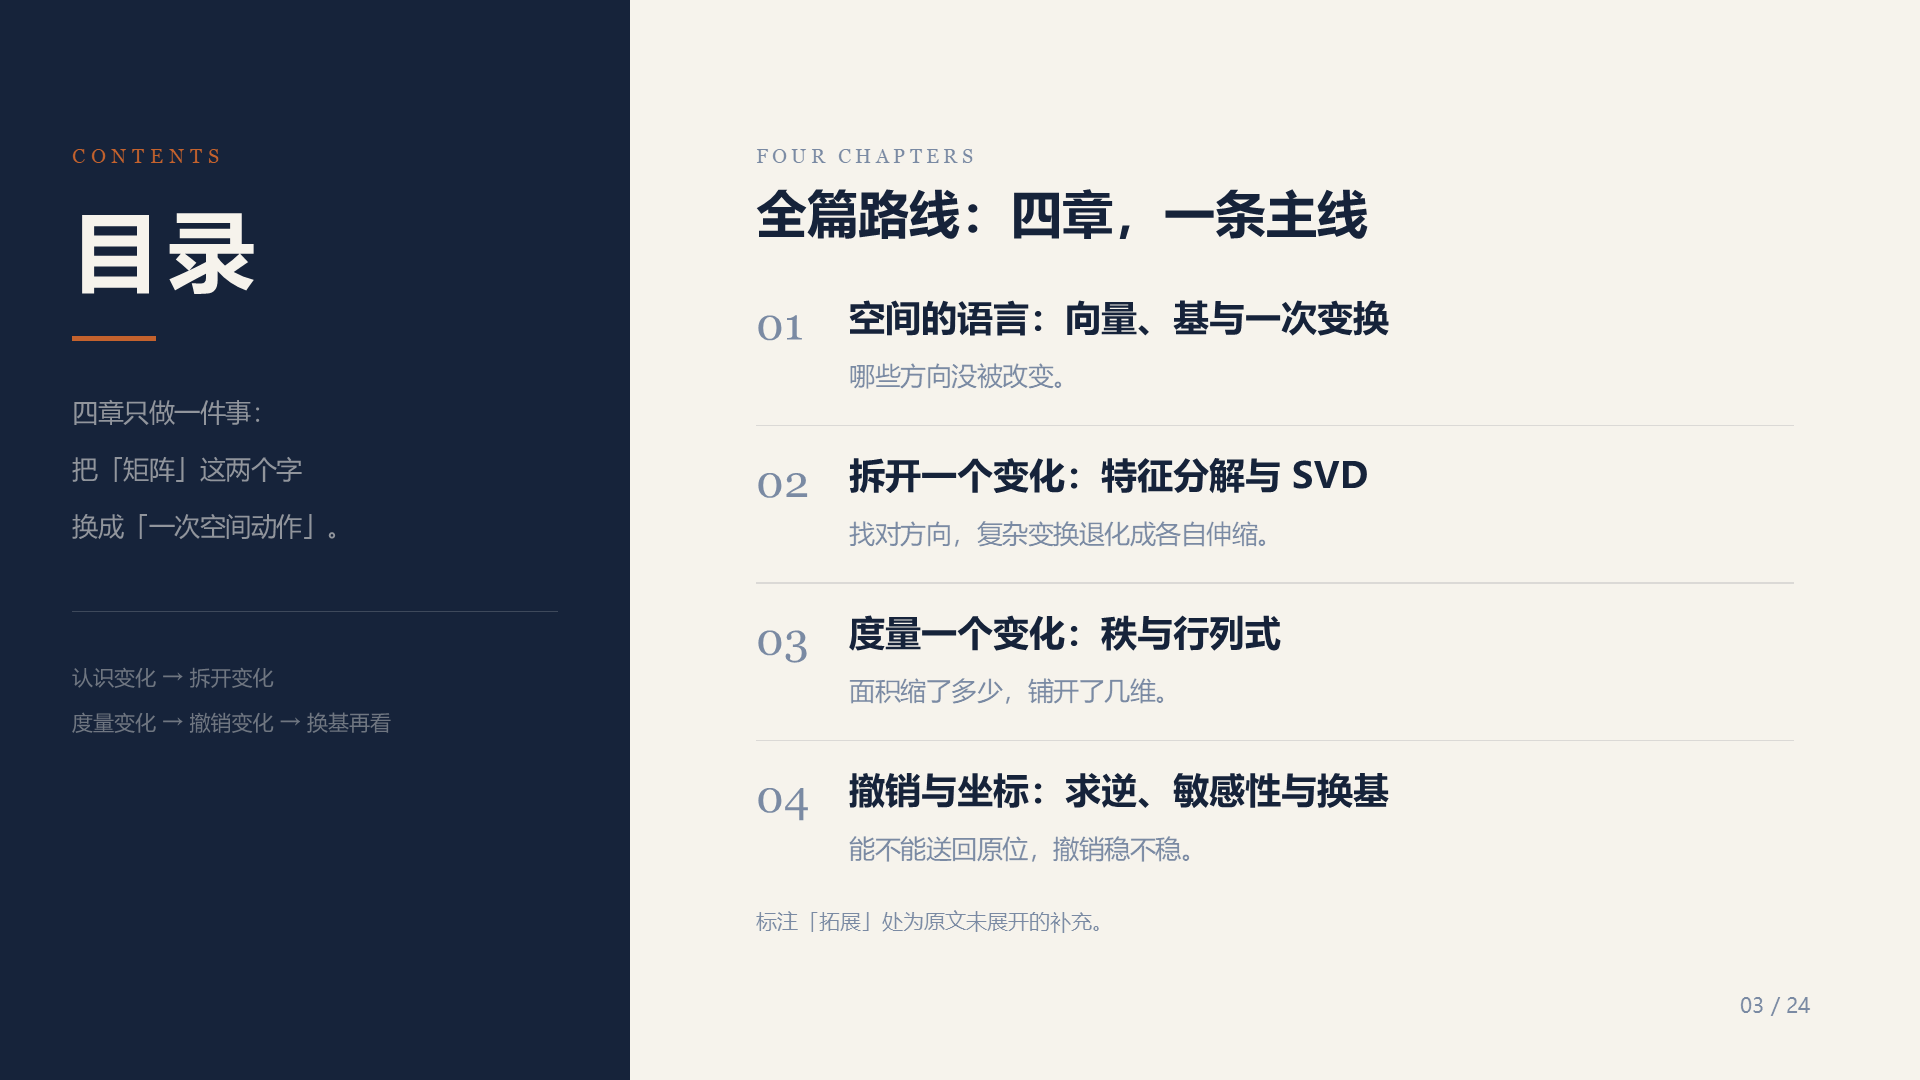 CONTENTS
目录
四章只做一件事：
把「矩阵」这两个字
换成「一次空间动作」。
认识变化 → 拆开变化
度量变化 → 撤销变化 → 换基再看
FOUR CHAPTERS
全篇路线：四章，一条主线
01 空间的语言：向量、基与一次变换
哪些方向没被改变。
02 拆开一个变化：特征分解与 SVD
找对方向，复杂变换退化成各自伸缩。
03 度量一个变化：秩与行列式
面积缩了多少，铺开了几维。
04 撤销与坐标：求逆、敏感性与换基
能不能送回原位，撤销稳不稳。
标注「拓展」处为原文未展开的补充。
03 / 24